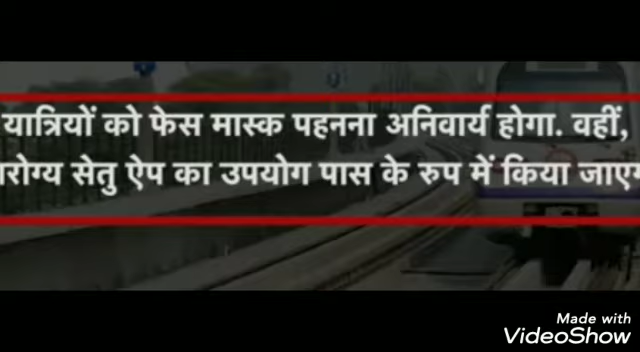 यात्रियों को फेस मास्क पहनना अनिवार्य होगा. वहीं,
सेतु ऐप का उपयोग पास के रुप में किया
Made with
VideoShow